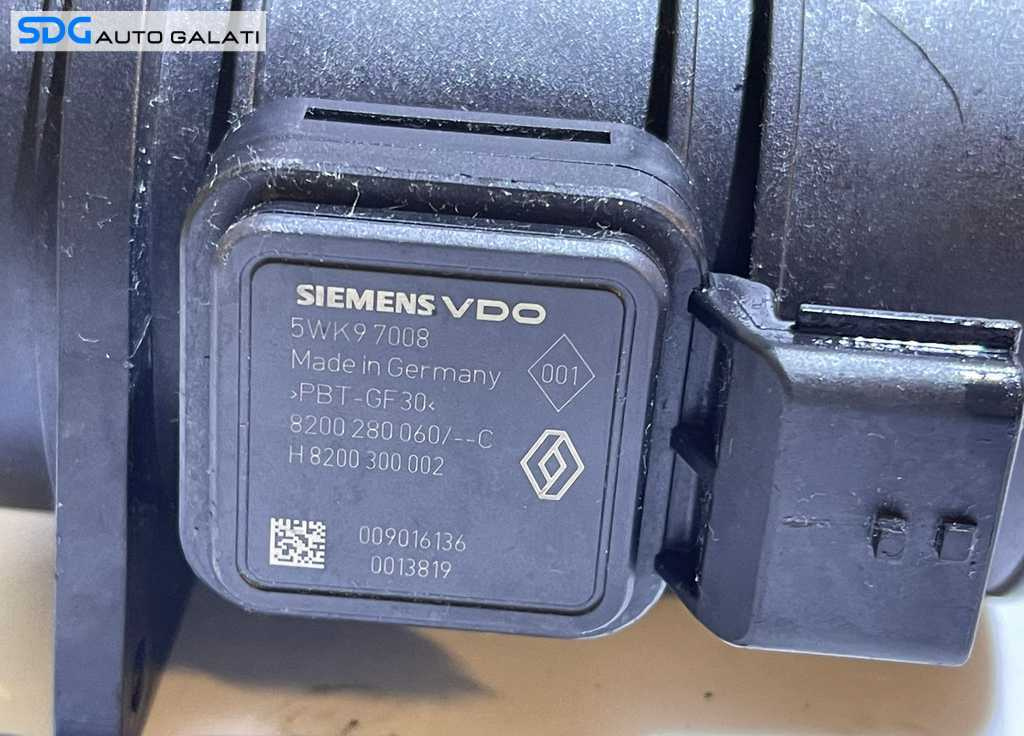 SDG AUTO GALATI
SIEMENS VDO
5WK9 7008
Made in Germany
001
>PBT-GF30<
8200 280 060/--C
H 8200 300 002
009016136
0013819